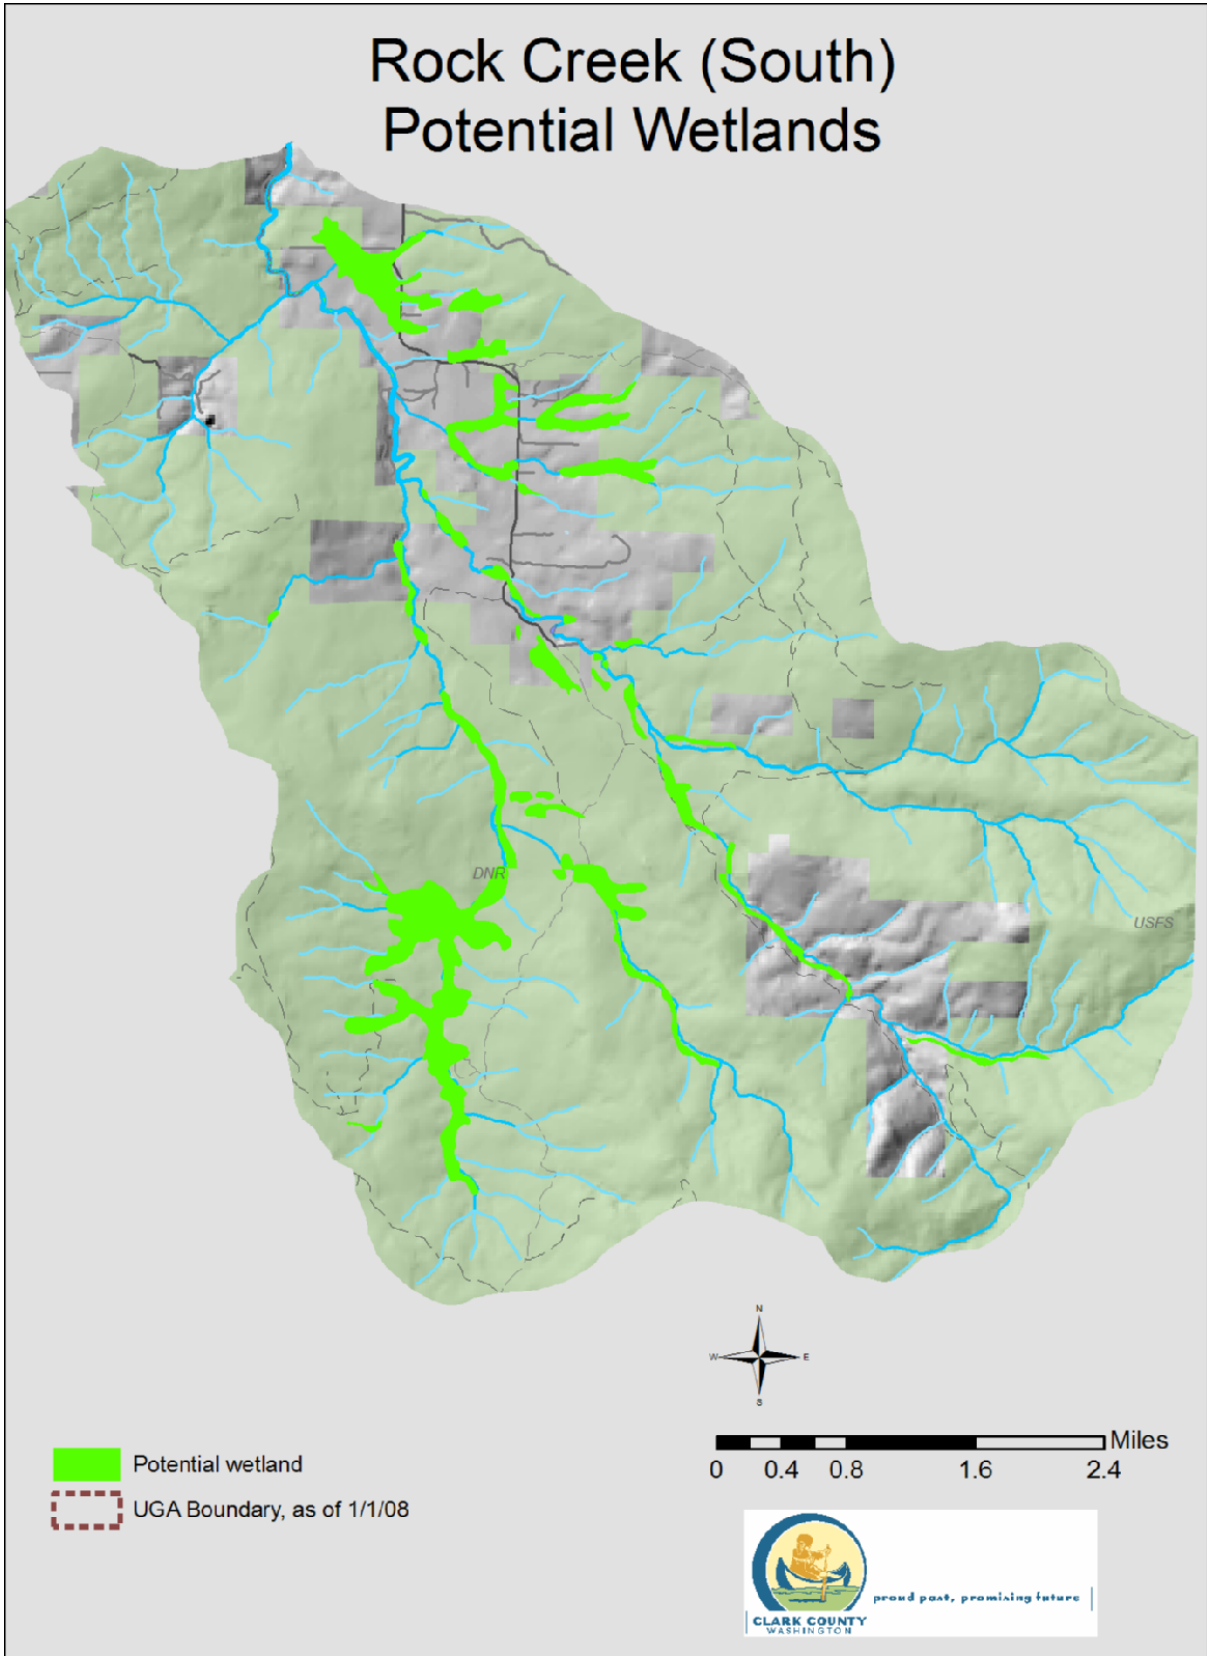 Rock Creek (South)
Potential Wetlands
DNR
USFS
N
W E
S
Miles
0 0.4 0.8 1.6 2.4
Potential wetland
UGA Boundary, as of 1/1/08
proud past, promising future
CLARK COUNTY
WASHINGTON